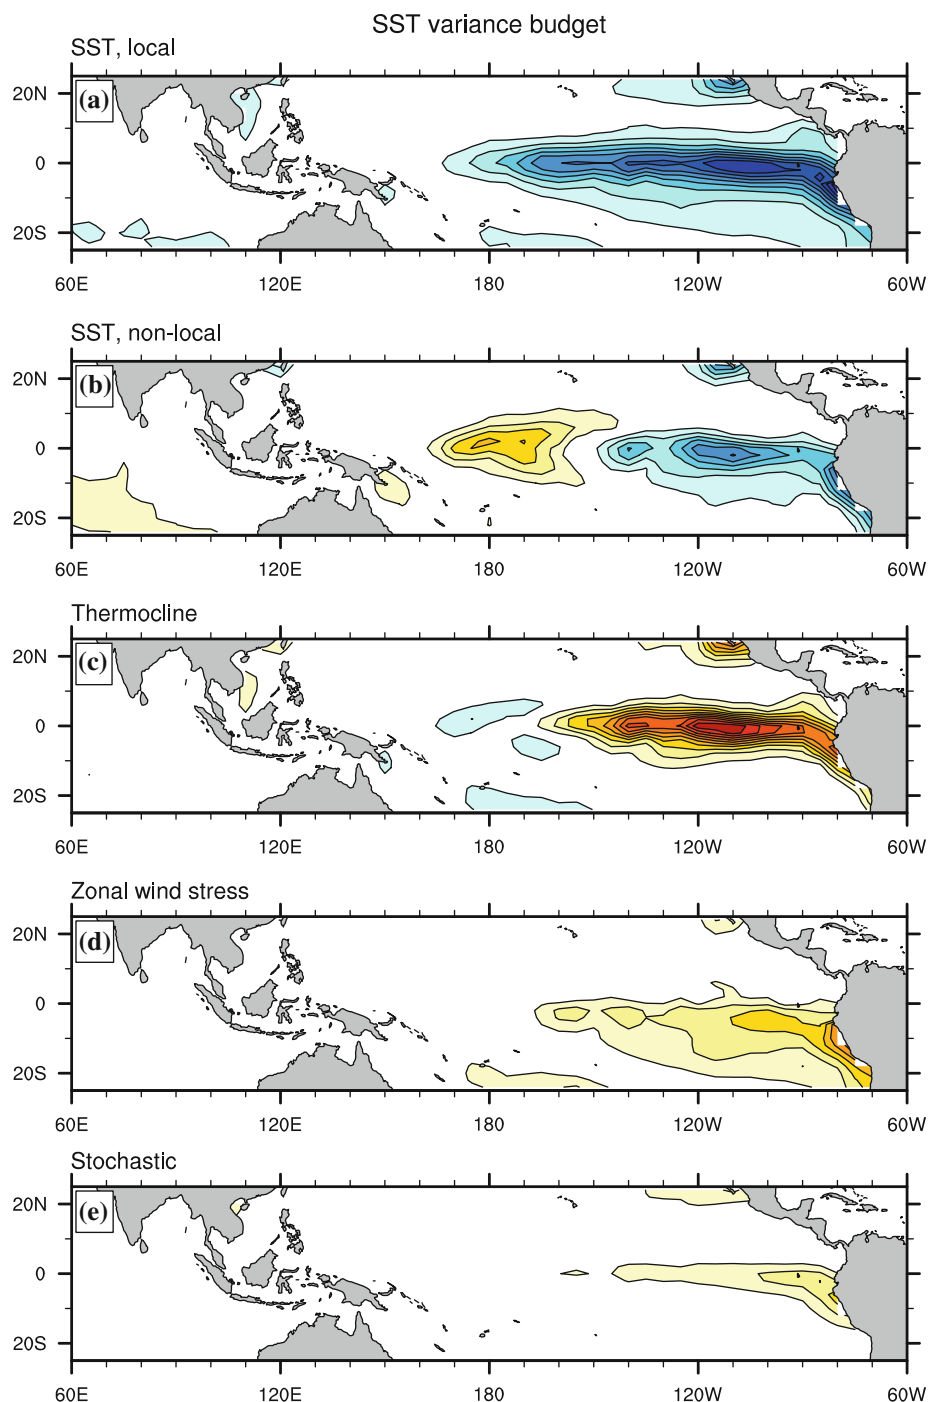 SST variance budget
SST, local
(a)
20N
0
20S
60E 120E 180 120W 60W
SST, non-local
(b)
20N
0
20S
60E 120E 180 120W 60W
Thermocline
(c)
20N
0
20S
60E 120E 180 120W 60W
Zonal wind stress
(d)
20N
0
20S
60E 120E 180 120W 60W
Stochastic
(e)
20N
0
20S
60E 120E 180 120W 60W